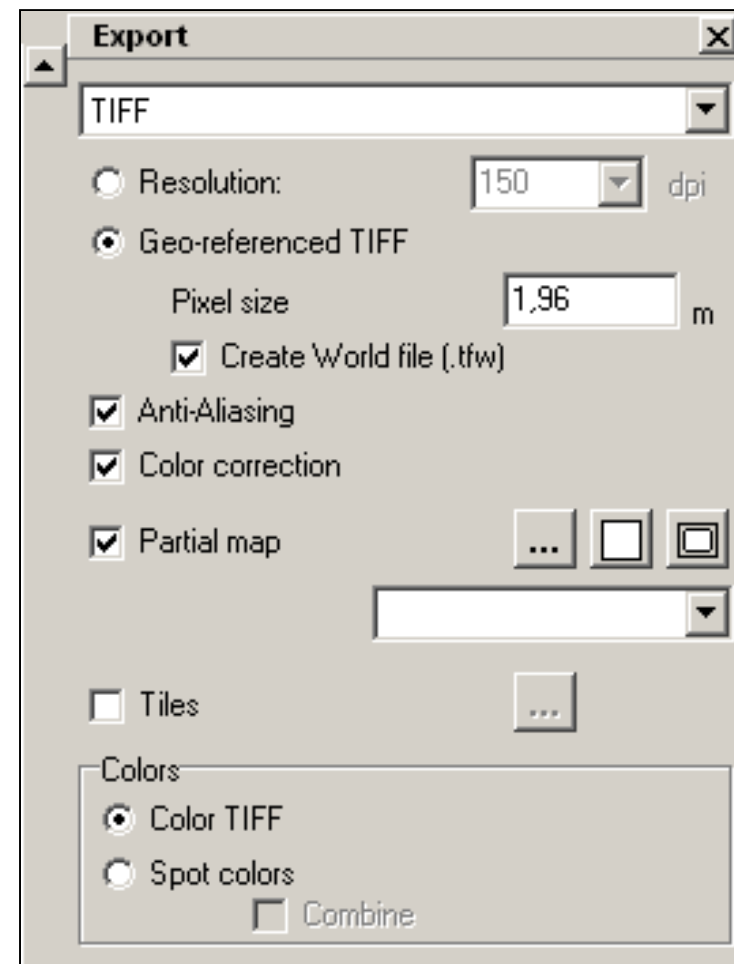 Export
TIFF
Resolution: 150 dpi
Geo-referenced TIFF
Pixel size 1,96 m
Create World file (.tfw)
Anti-Aliasing
Color correction
Partial map ...
Tiles ...
Colors
Color TIFF
Spot colors
Combine